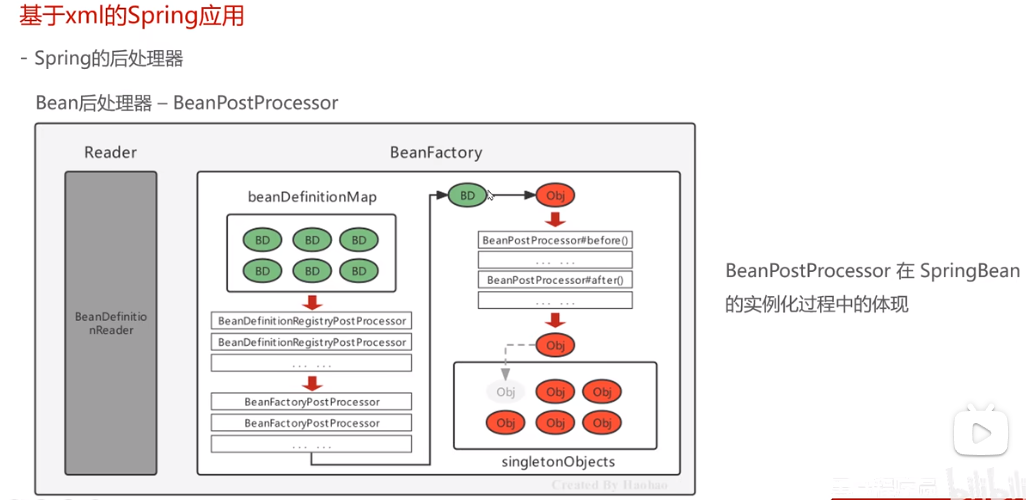 基于xml的Spring应用
- Spring的后处理器
Bean后处理器 – BeanPostProcessor
Reader
BeanDefinitio
nReader
BeanFactory
beanDefinitionMap
BD BD BD
BD BD BD
BeanDefinitionRegistryPostProcessor
BeanDefinitionRegistryPostProcessor
... ...
BeanFactoryPostProcessor
BeanFactoryPostProcessor
... ...
BD
Obj
BeanPostProcessor#before()
... ...
BeanPostProcessor#after()
... ...
Obj
Obj Obj Obj
Obj Obj Obj
singletonObjects
Created By Haohao
BeanPostProcessor 在 SpringBean
的实例化过程中的体现
bilibili